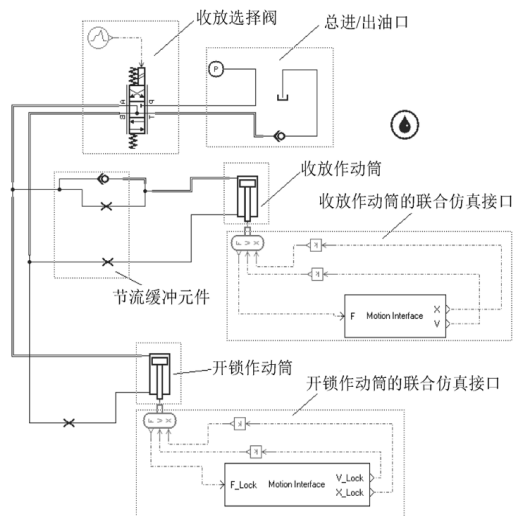 收放选择阀
总进/出油口
P
A
P
B
T
收放作动筒
收放作动筒的联合仿真接口
F V X
节流缓冲元件
F Motion Interface X
V
开锁作动筒
开锁作动筒的联合仿真接口
F V X
F_Lock Motion Interface V_Lock
X_Lock